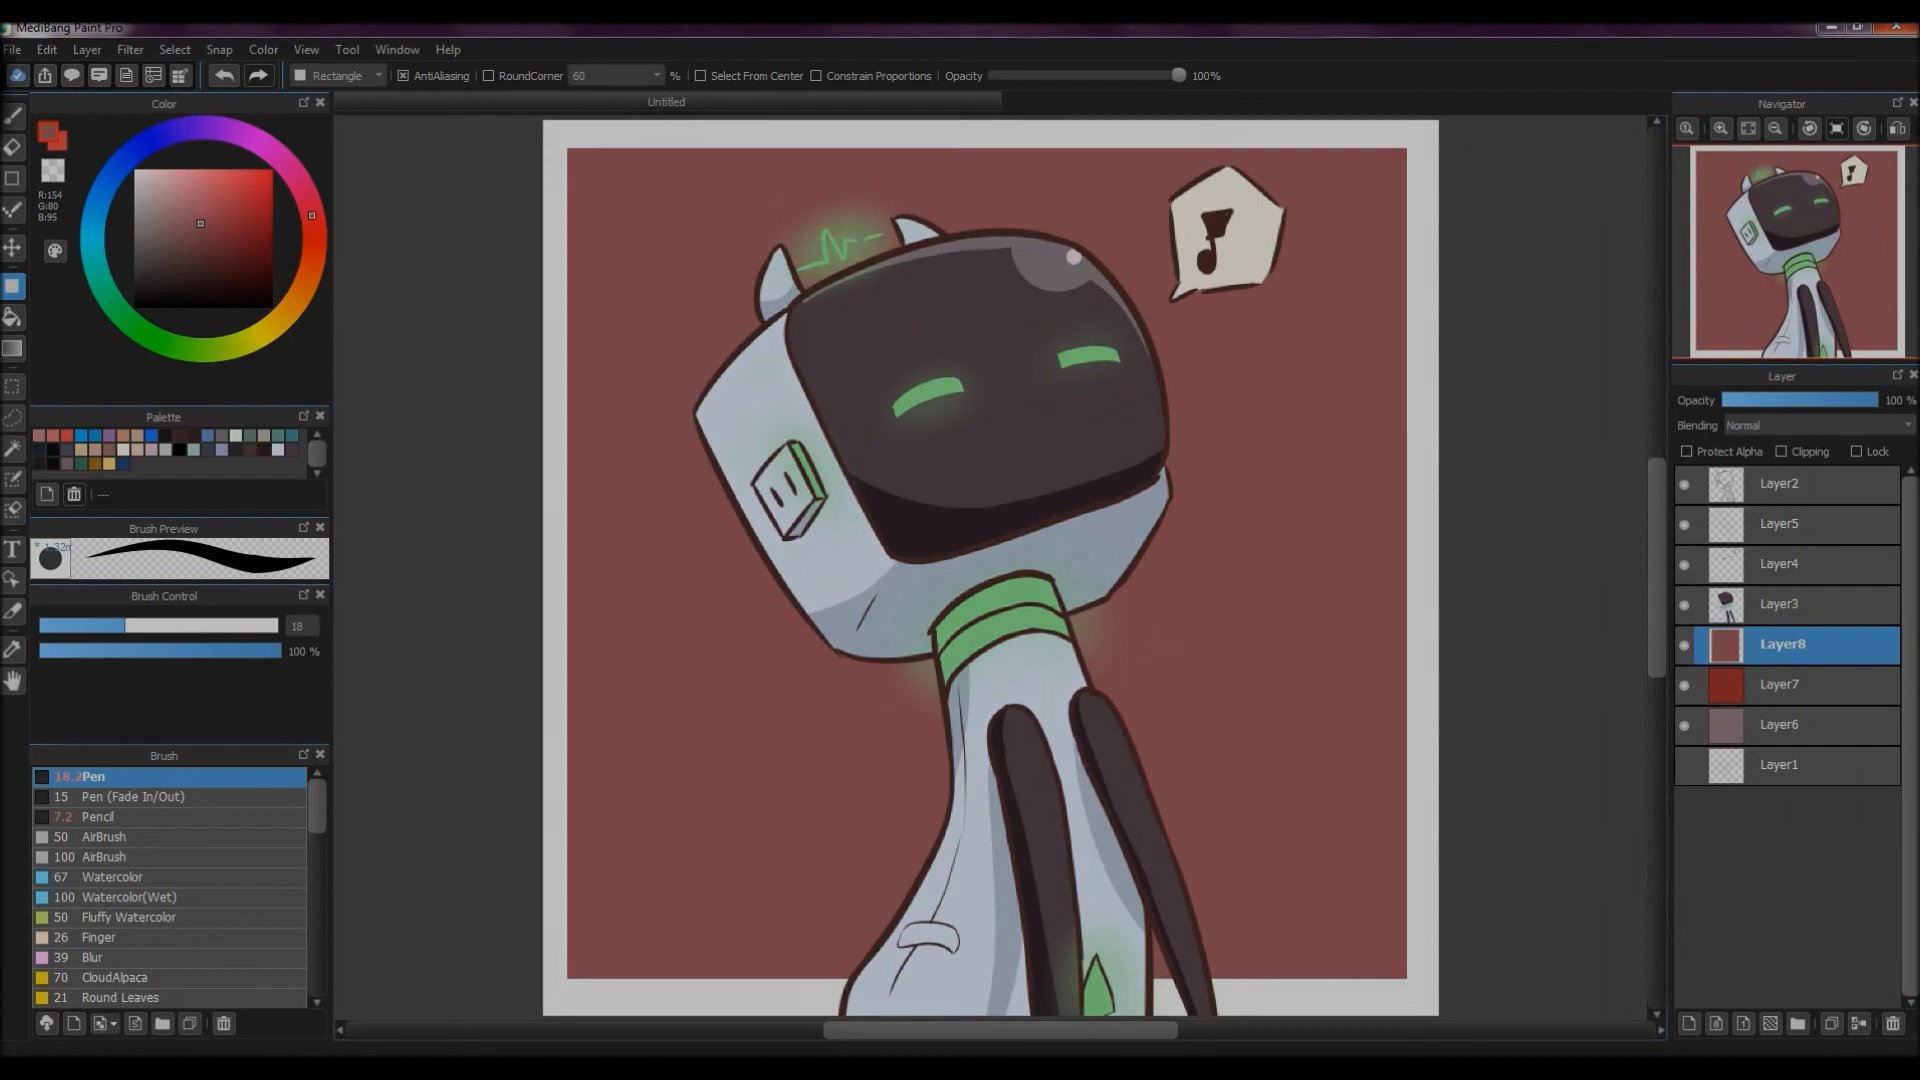 MediBang Paint Pro
File Edit Layer Filter Select Snap Color View Tool Window Help
Rectangle AntiAliasing RoundCorner 60 % Select From Center Constrain Proportions Opacity 100%
Color
Untitled
Navigator
R:154
G:80
B:95
Layer
Opacity 100 %
Blending Normal
Protect Alpha Clipping Lock
Palette
---
Brush Preview
Brush Control
18
100 %
Layer2
Layer5
Layer4
Layer3
Layer8
Layer7
Layer6
Layer1
Brush
18.2 Pen
15 Pen (Fade In/Out)
7.2 Pencil
50 AirBrush
100 AirBrush
67 Watercolor
100 Watercolor(Wet)
50 Fluffy Watercolor
26 Finger
39 Blur
70 CloudAlpaca
21 Round Leaves